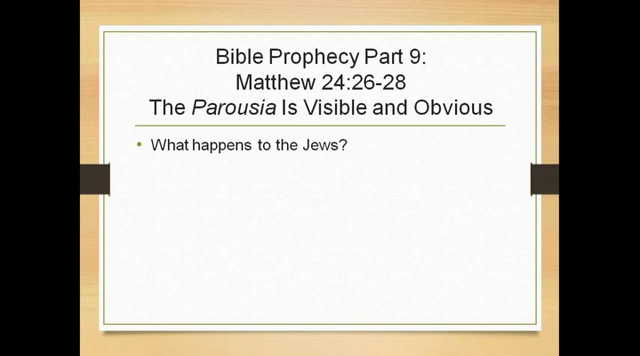 Bible Prophecy Part 9:
Matthew 24:26-28
The Parousia Is Visible and Obvious
• What happens to the Jews?